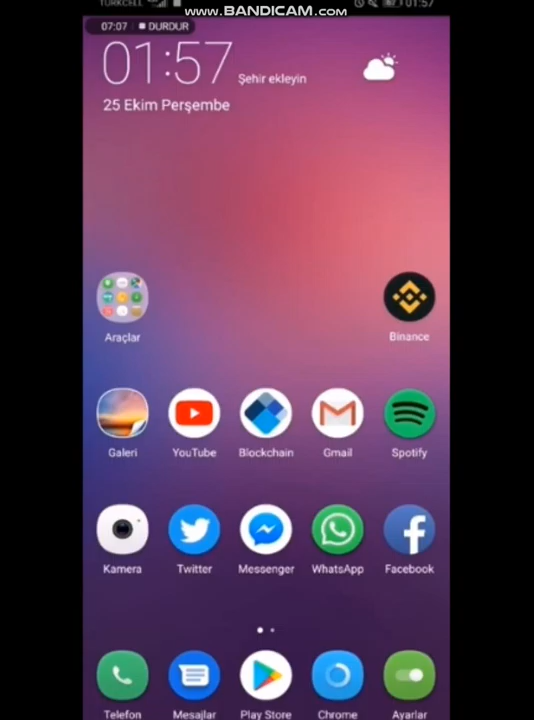 WWW.BANDICAM.COM
TURKCELL 01:57
07:07 DURDUR
01:57 Şehir ekleyin
25 Ekim Perşembe
Araçlar Binance
Galeri YouTube Blockchain Gmail Spotify
Kamera Twitter Messenger WhatsApp Facebook
Telefon Mesajlar Play Store Chrome Ayarlar